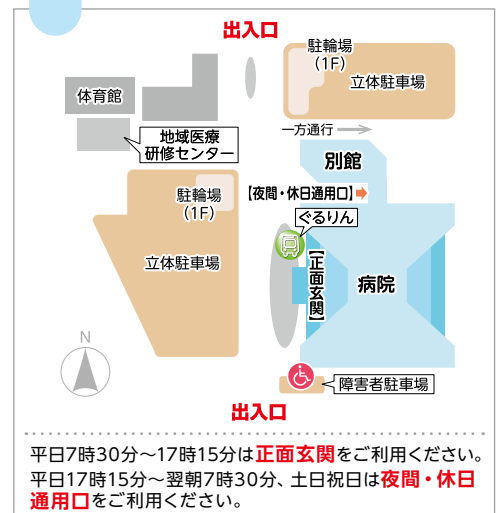 出入口
駐輪場
（1F）
立体駐車場
体育館
一方通行
地域医療
研修センター
別館
【夜間・休日通用口】
駐輪場
（1F）
ぐるりん
立体駐車場
【正面玄関】
病院
N
障害者駐車場
出入口
平日7時30分～17時15分は正面玄関をご利用ください。
平日17時15分～翌朝7時30分、土日祝日は夜間・休日
通用口をご利用ください。